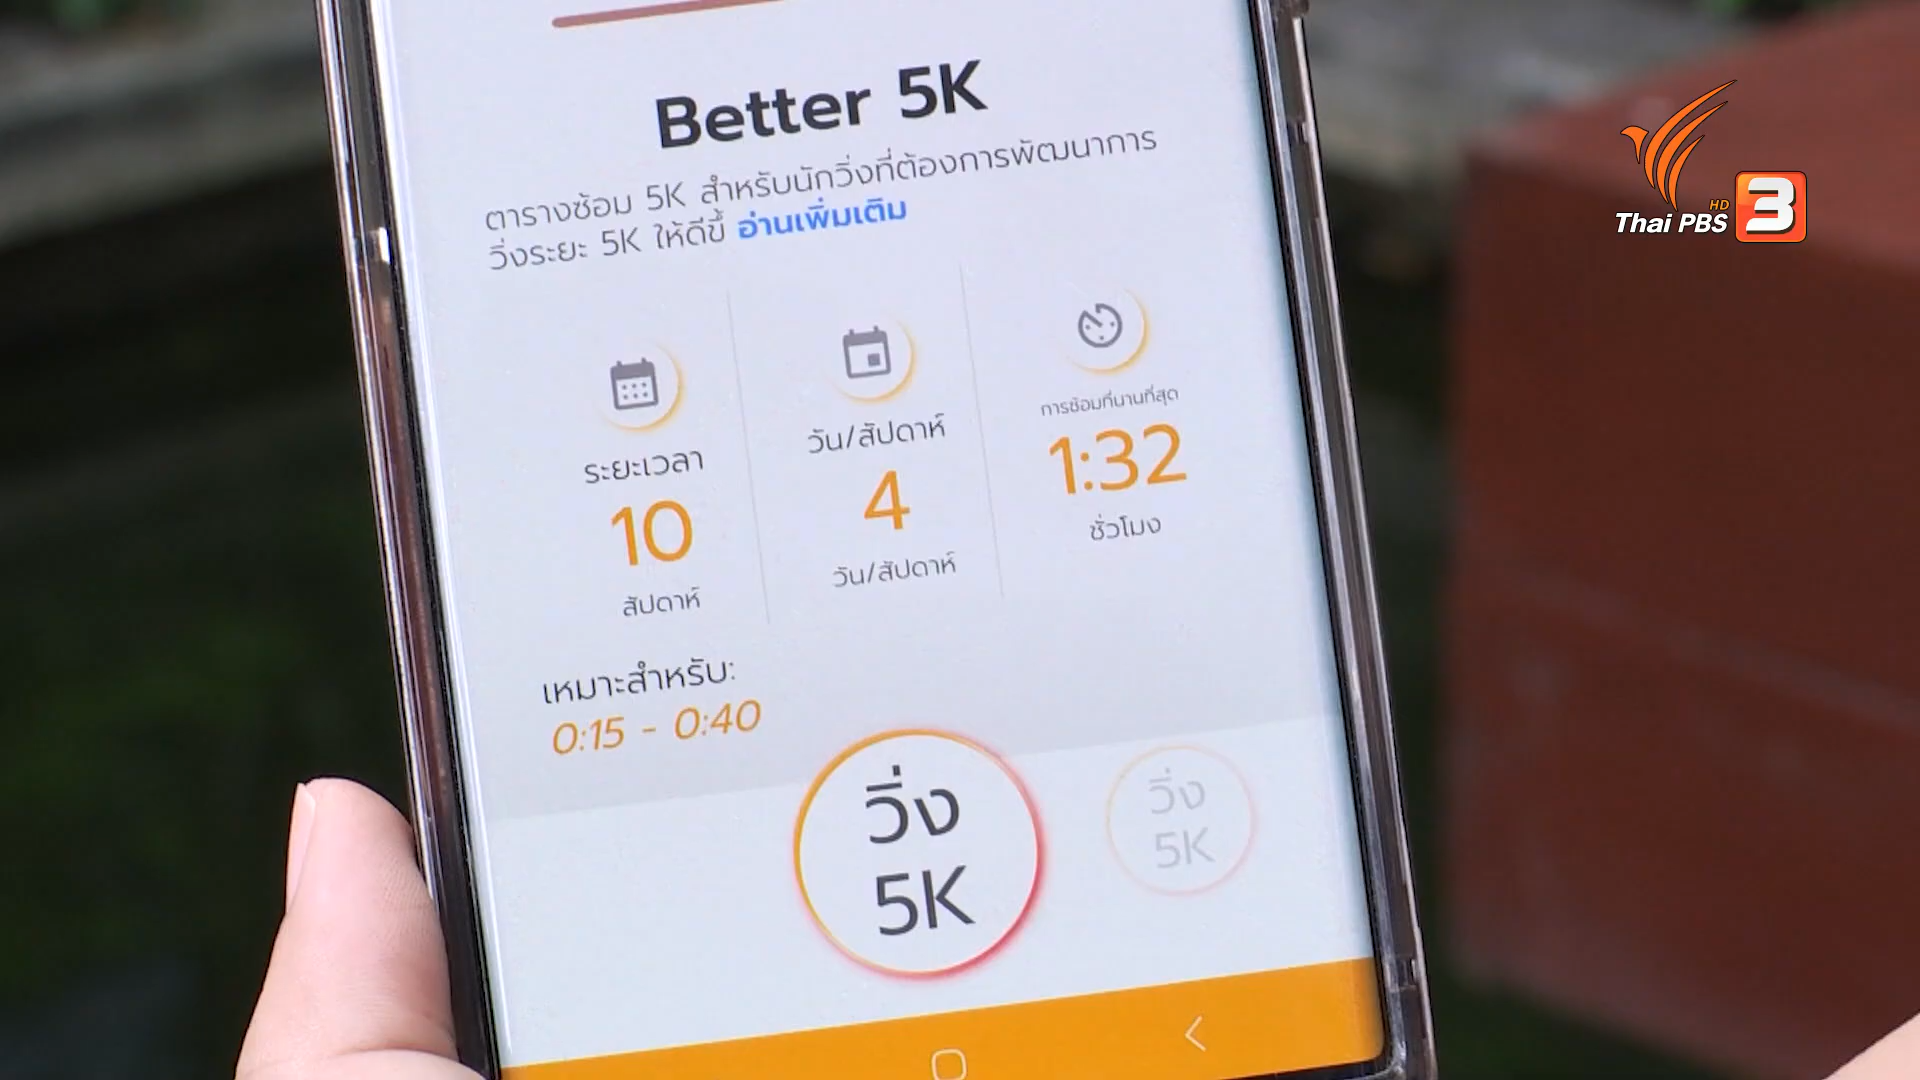 Better 5K
ตารางซ้อม 5K สำหรับนักวิ่งที่ต้องการพัฒนาการ
วิ่งระยะ 5K ให้ดีขึ้ อ่านเพิ่มเติม
ระยะเวลา
10
สัปดาห์
วัน/สัปดาห์
4
วัน/สัปดาห์
การซ้อมที่นานที่สุด
1:32
ชั่วโมง
เหมาะสำหรับ:
0:15 - 0:40
วิ่ง
5K
วิ่ง
5K
Thai PBS HD 3